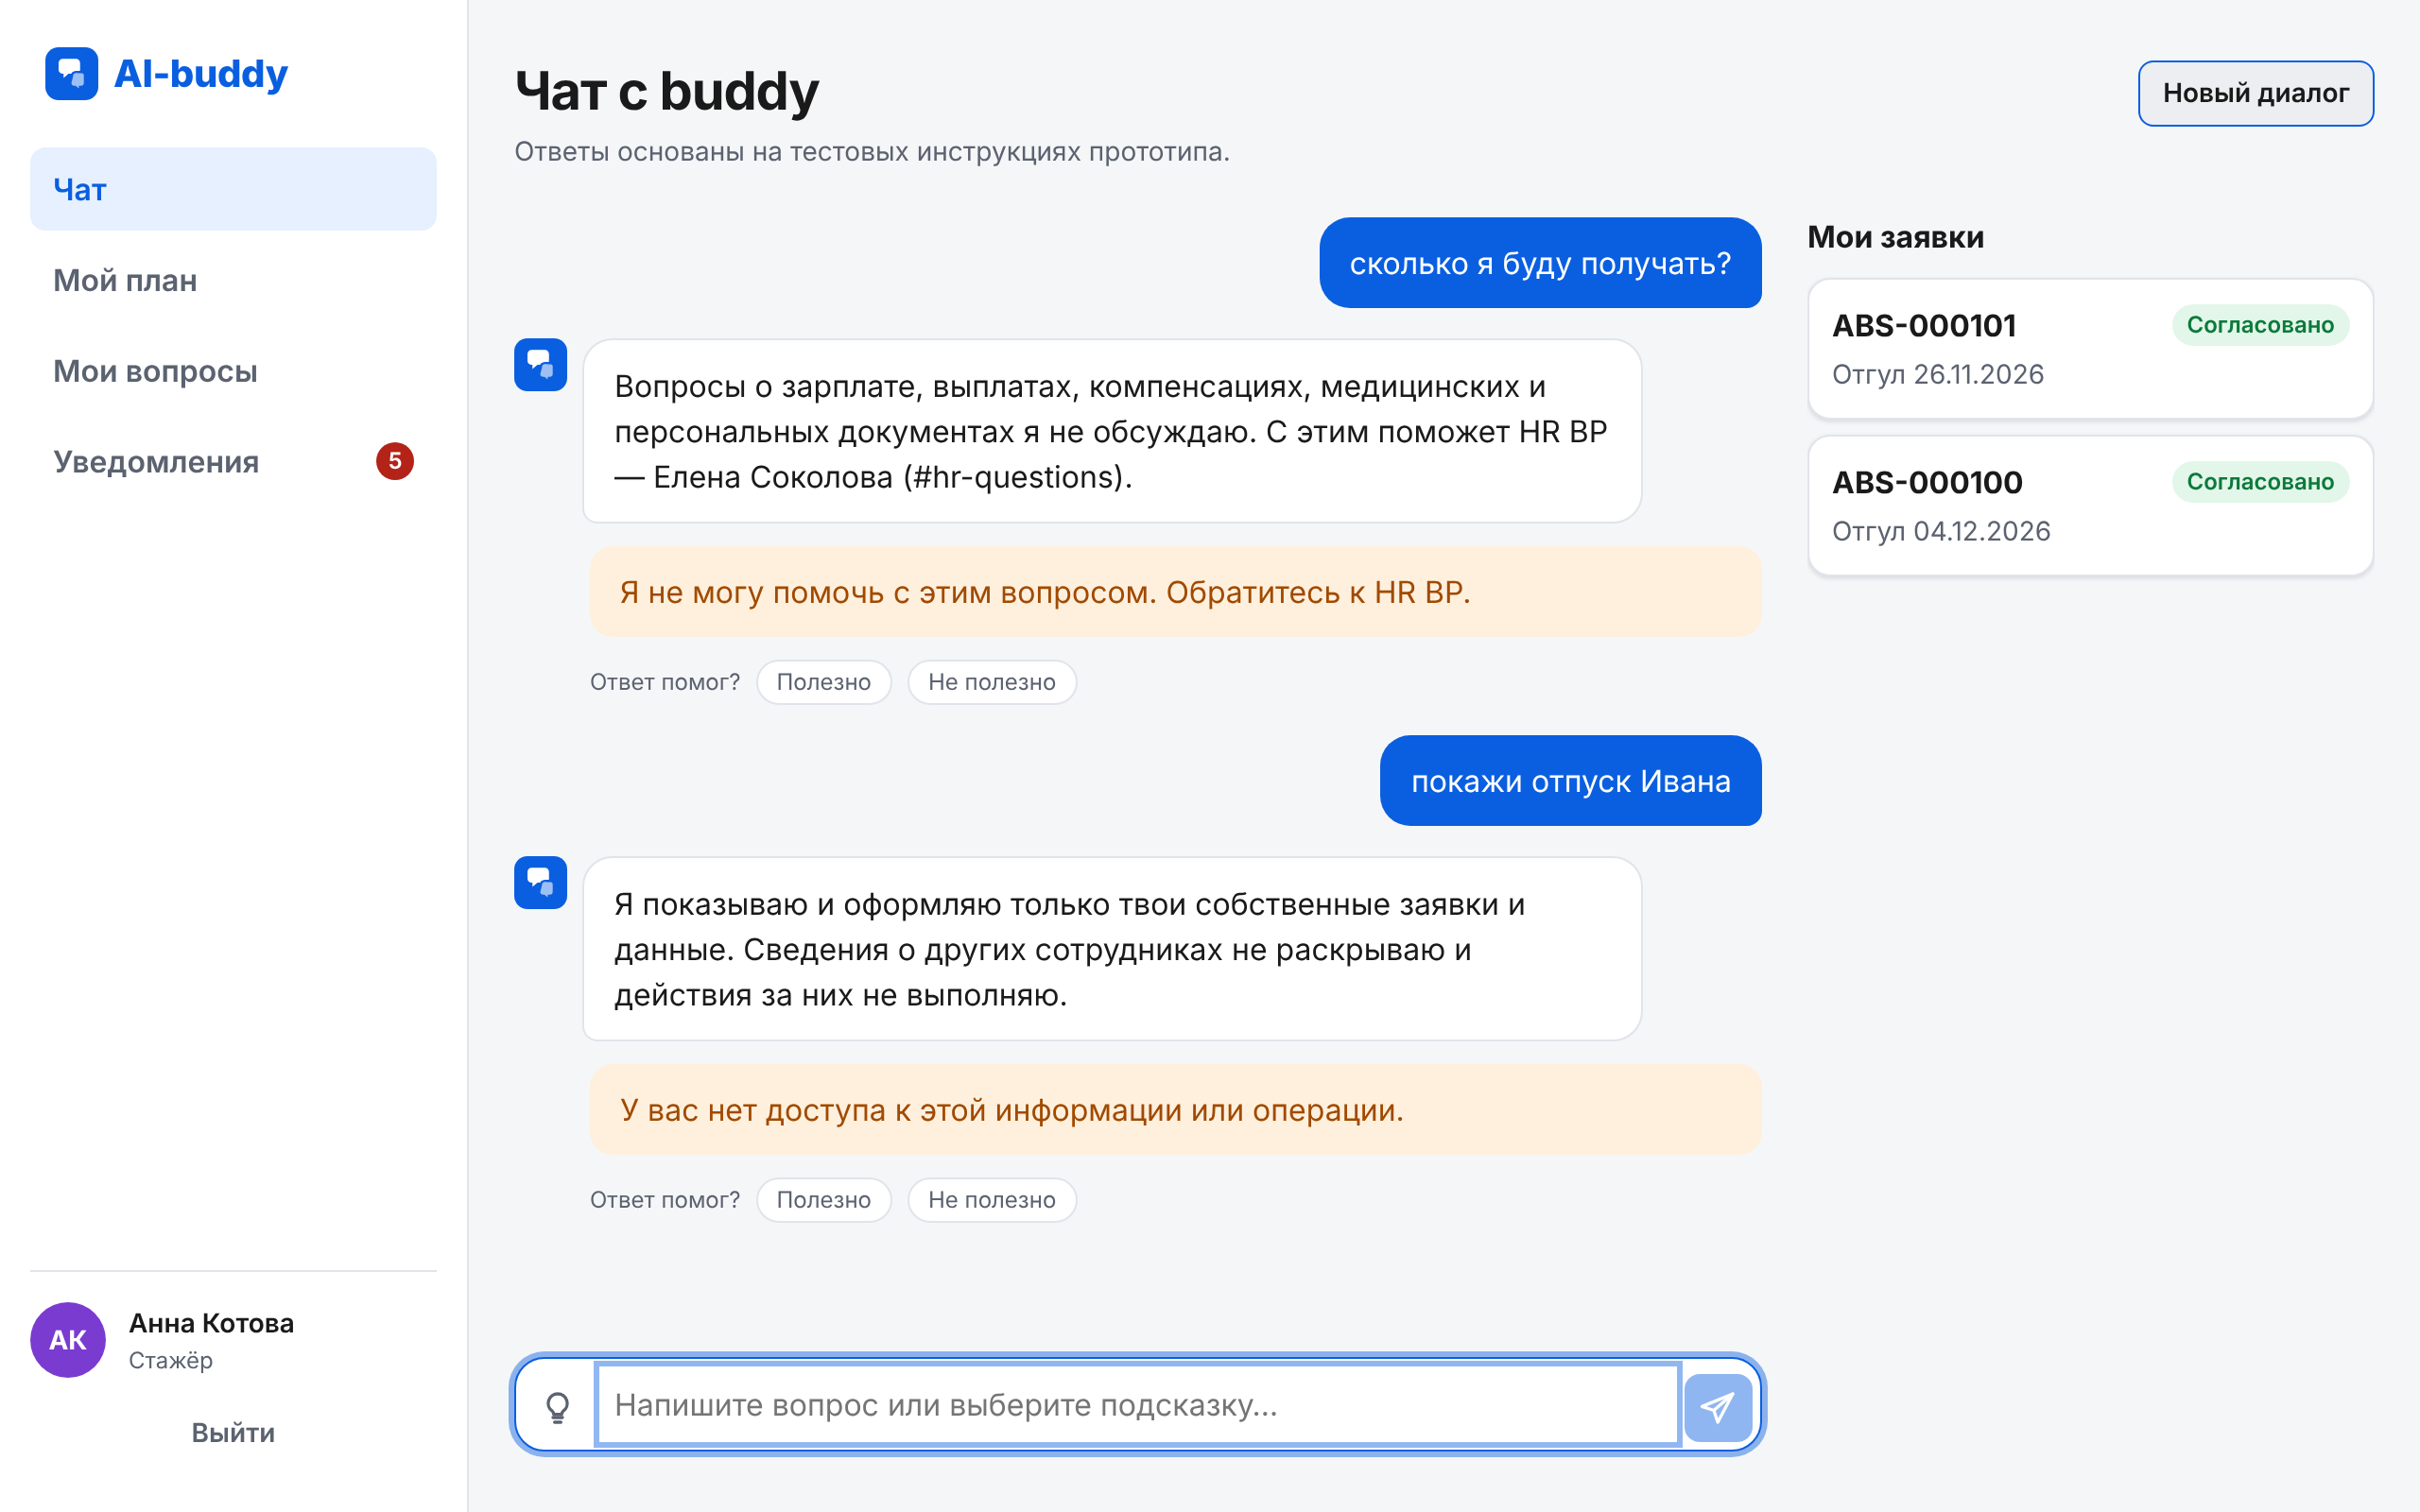 AI-buddy
Чат
Мой план
Мои вопросы
Уведомления 5
Анна Котова
АК
Стажёр
Выйти
Чат с buddy
Ответы основаны на тестовых инструкциях прототипа.
Новый диалог
сколько я буду получать?
Вопросы о зарплате, выплатах, компенсациях, медицинских и
персональных документах я не обсуждаю. С этим поможет HR BP
— Елена Соколова (#hr-questions).
Я не могу помочь с этим вопросом. Обратитесь к HR BP.
Ответ помог? Полезно Не полезно
покажи отпуск Ивана
Я показываю и оформляю только твои собственные заявки и
данные. Сведения о других сотрудниках не раскрываю и
действия за них не выполняю.
У вас нет доступа к этой информации или операции.
Ответ помог? Полезно Не полезно
Напишите вопрос или выберите подсказку...
Мои заявки
ABS-000101 Согласовано
Отгул 26.11.2026
ABS-000100 Согласовано
Отгул 04.12.2026